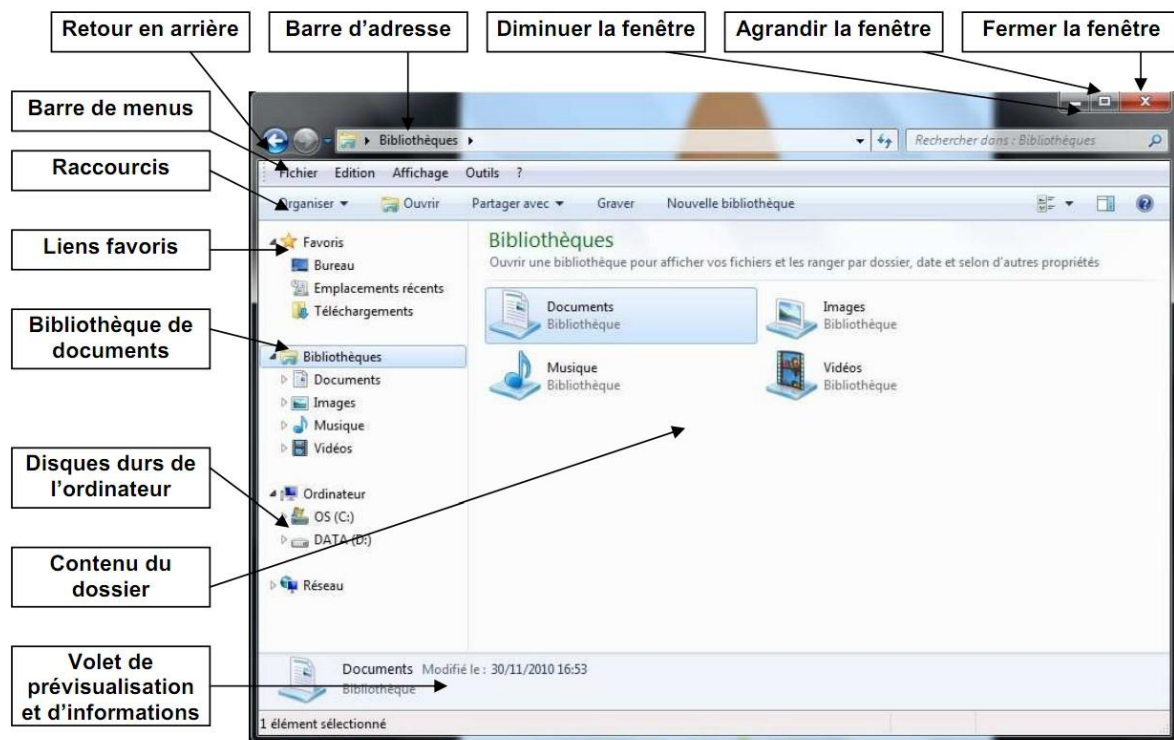 Retour en arrière
Barre d'adresse
Diminuer la fenêtre
Agrandir la fenêtre
Fermer la fenêtre
Barre de menus
Raccourcis
Liens favoris
Bibliothèque de
documents
Disques durs de
l'ordinateur
Contenu du
dossier
Volet de
prévisualisation
et d'informations
Bibliothèques
Rechercher dans : Bibliothèques
Fichier Edition Affichage Outils ?
Organiser Ouvrir Partager avec Graver Nouvelle bibliothèque
Favoris
Bureau
Emplacements récents
Téléchargements
Bibliothèques
Documents
Images
Musique
Vidéos
Ordinateur
OS (C:)
DATA (D:)
Réseau
Bibliothèques
Ouvrir une bibliothèque pour afficher vos fichiers et les ranger par dossier, date et selon d'autres propriétés
Documents
Bibliothèque
Images
Bibliothèque
Musique
Bibliothèque
Vidéos
Bibliothèque
Documents Modifié le : 30/11/2010 16:53
Bibliothèque
1 élément sélectionné